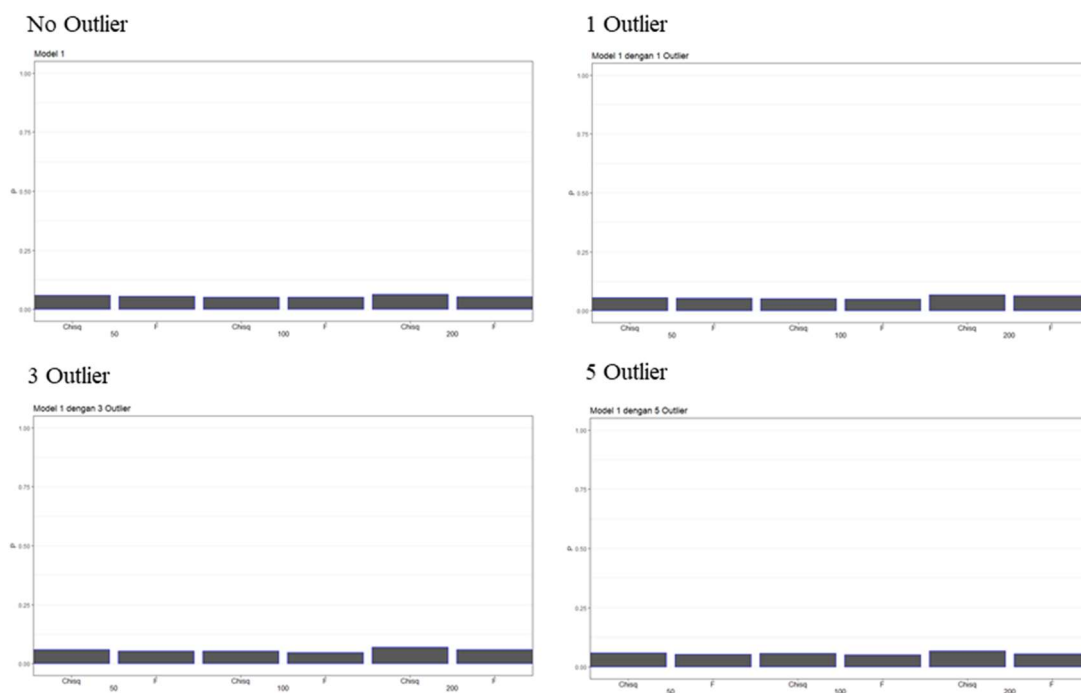 No Outlier
Model 1
1.00
0.75
P 0.50
0.25
0.00
Chisq F Chisq F Chisq F
50 100 200
1 Outlier
Model 1 dengan 1 Outlier
1.00
0.75
P 0.50
0.25
0.00
Chisq F Chisq F Chisq F
50 100 200
3 Outlier
Model 1 dengan 3 Outlier
1.00
0.75
P 0.50
0.25
0.00
Chisq F Chisq F Chisq F
50 100 200
5 Outlier
Model 1 dengan 5 Outlier
1.00
0.75
P 0.50
0.25
0.00
Chisq F Chisq F Chisq F
50 100 200